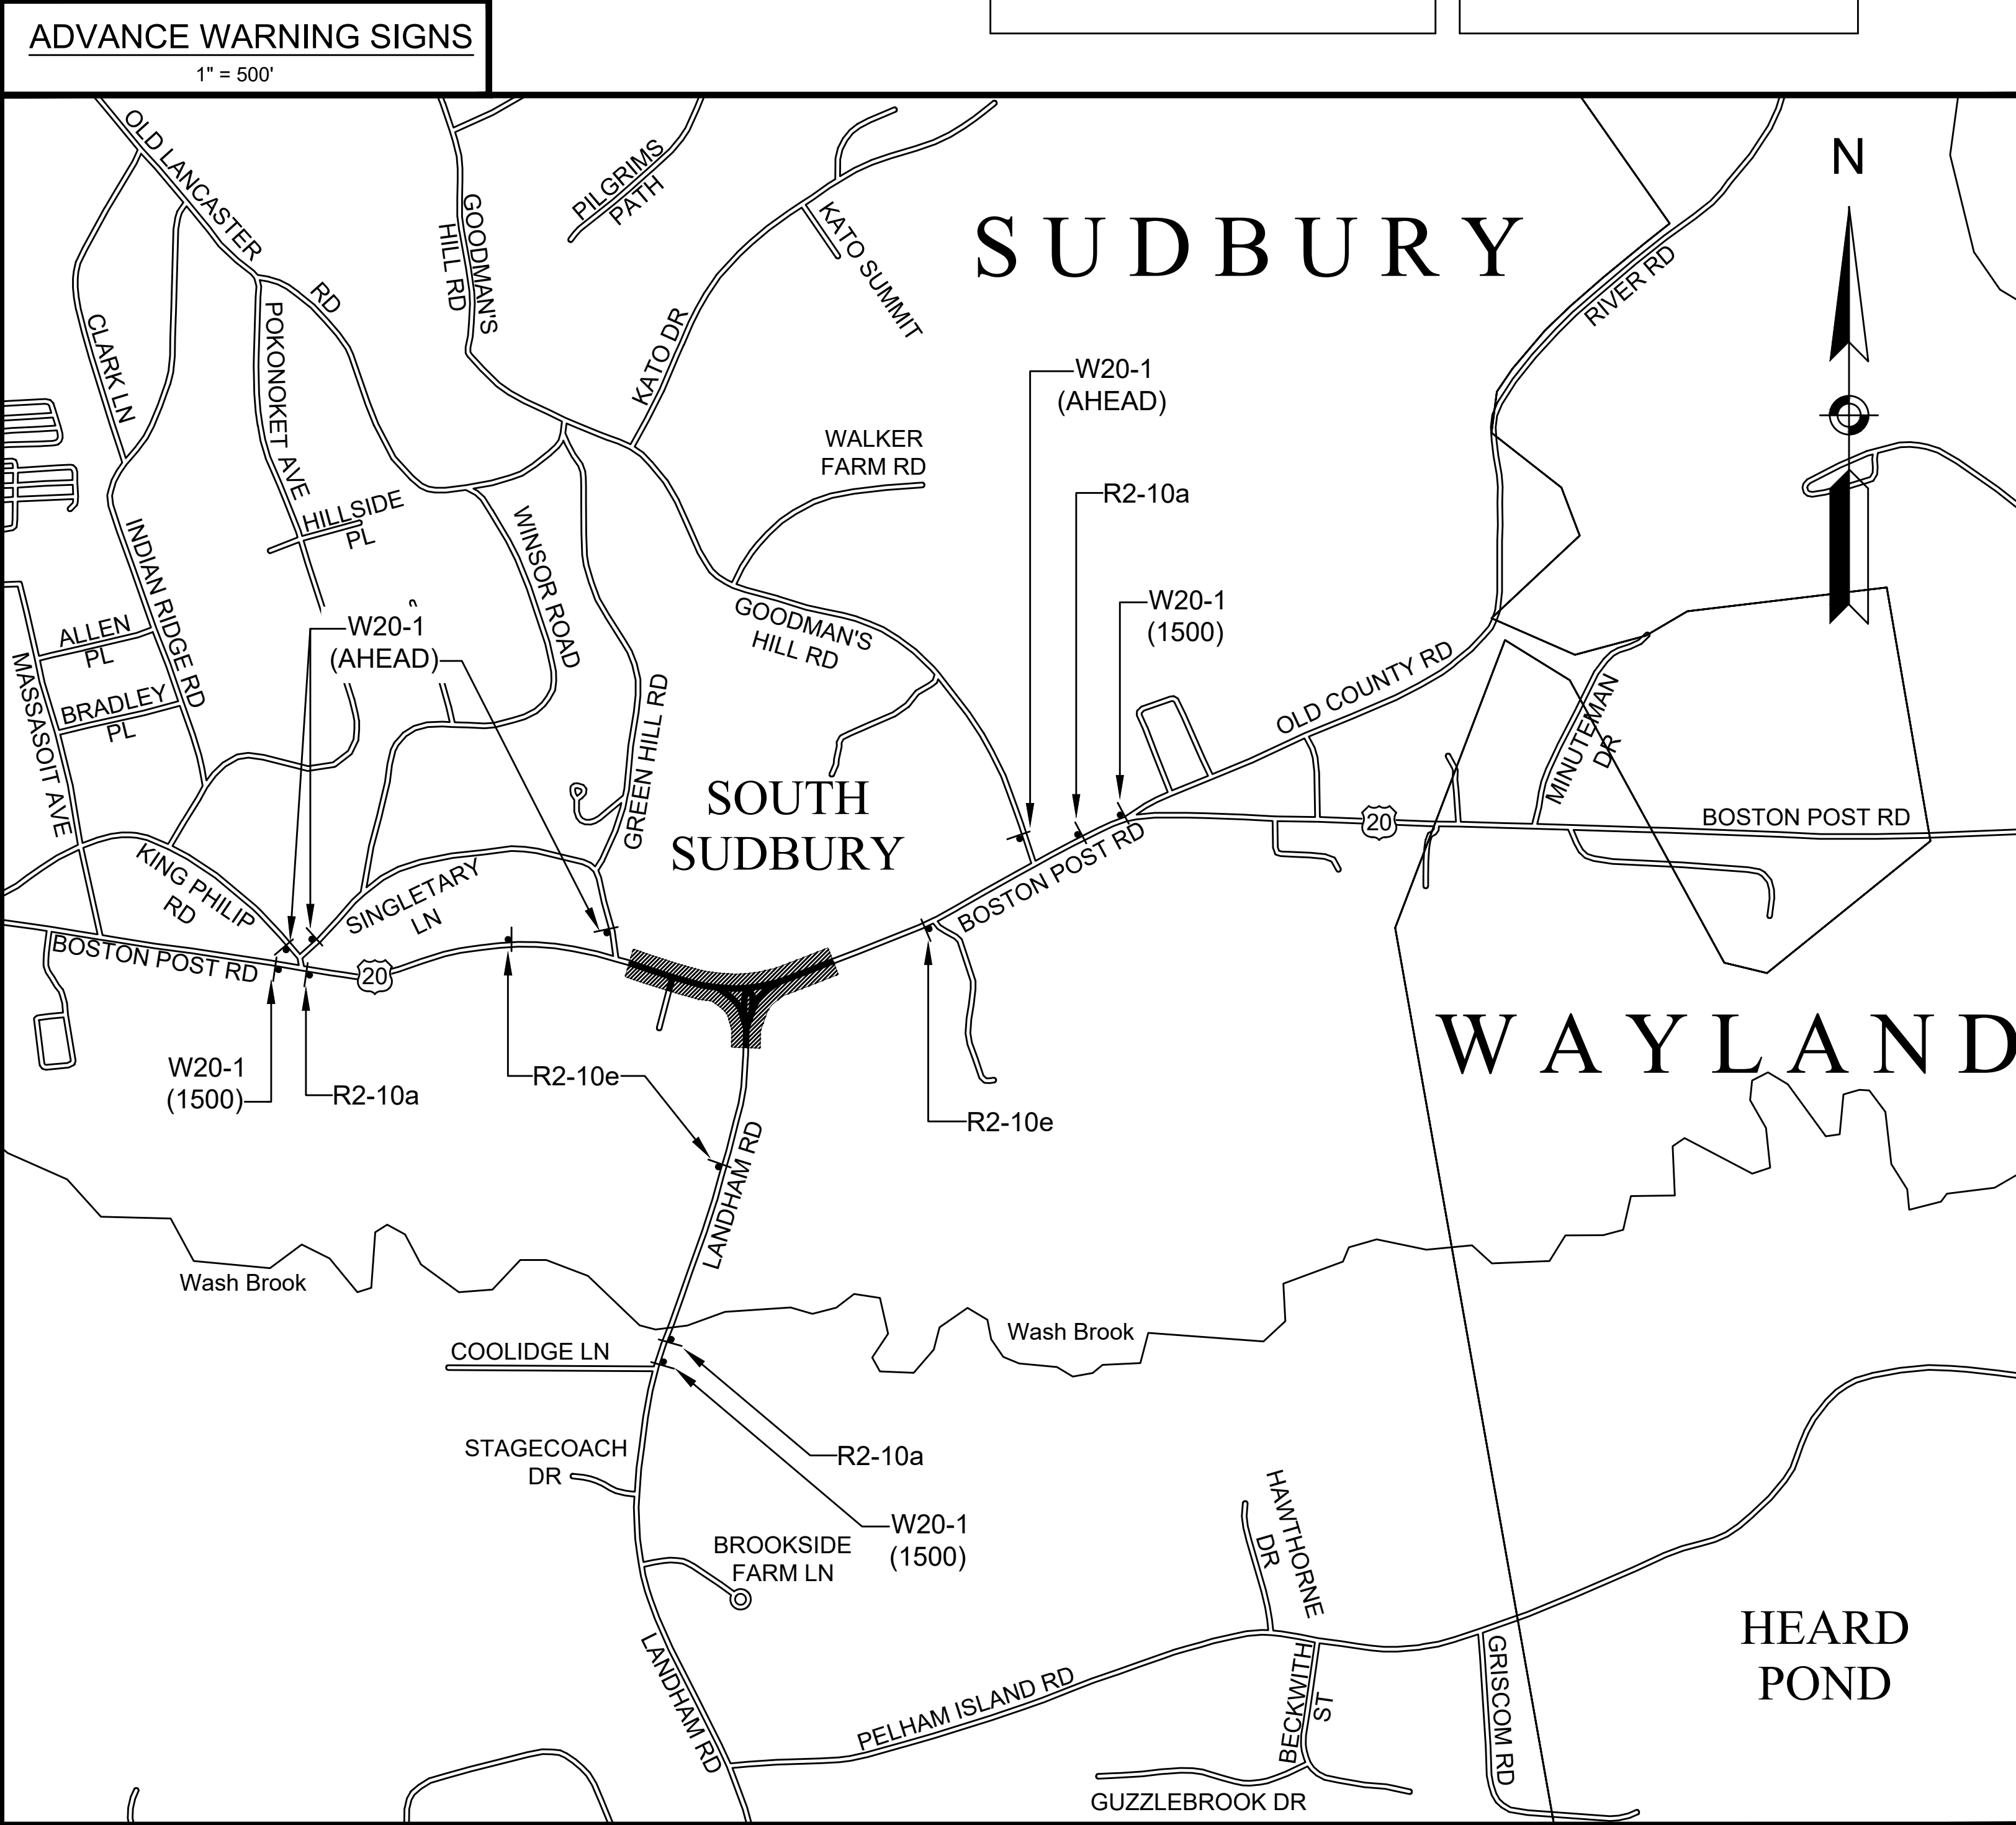 ADVANCE WARNING SIGNS
1" = 500'
OLD LANCASTER
RD
GOODMAN'S
HILL RD
PILGRIMS
PATH
KATO SUMMIT
KATO DR
SUDBURY
N
RIVER RD
CLARK LN
POKONOKET AVE
W20-1
(AHEAD)
WALKER
FARM RD
R2-10a
HILLSIDE
PL
WINSOR ROAD
INDIAN RIDGE RD
ALLEN
PL
W20-1
(AHEAD)
GOODMAN'S
HILL RD
W20-1
(1500)
OLD COUNTY RD
MASSASOIT AVE
BRADLEY
PL
GREEN HILL RD
MINUTEMAN
DR
SOUTH
SUDBURY
20
BOSTON POST RD
BOSTON POST RD
KING PHILIP
RD
SINGLETARY
LN
BOSTON POST RD
20
WAYLAND
W20-1
(1500)
R2-10a
R2-10e
R2-10e
LANDHAM RD
Wash Brook
Wash Brook
COOLIDGE LN
STAGECOACH
DR
R2-10a
W20-1
(1500)
BROOKSIDE
FARM LN
HAWTHORNE
DR
LANDHAM RD
PELHAM ISLAND RD
BECKWITH
ST
GRISCOM RD
HEARD
POND
GUZZLEBROOK DR